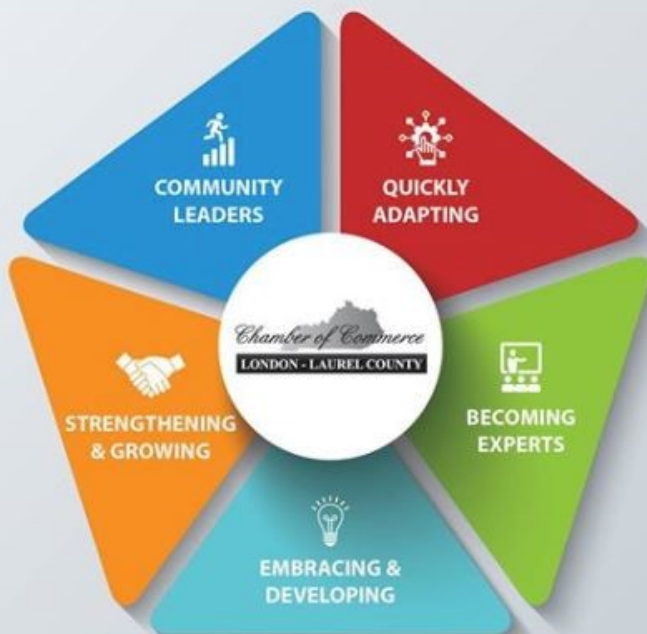 COMMUNITY
LEADERS
QUICKLY
ADAPTING
Chamber of Commerce
LONDON - LAUREL COUNTY
STRENGTHENING
& GROWING
BECOMING
EXPERTS
EMBRACING &
DEVELOPING